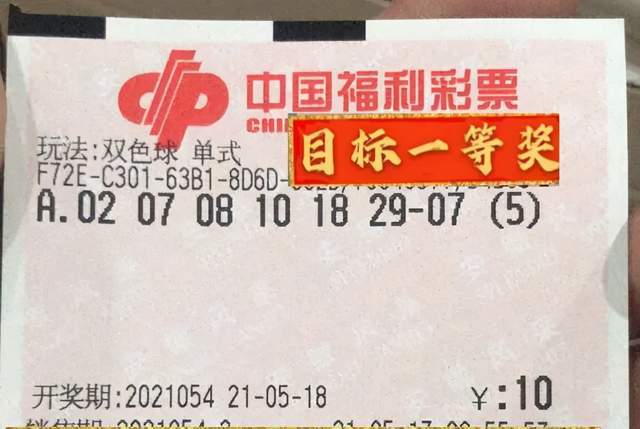 中国福利彩票
目标一等奖
玩法:双色球 单式
F72E-C301-63B1-8D6D-
A.02 07 08 10 18 29-07 (5)
开奖期:2021054 21-05-18 ¥:10